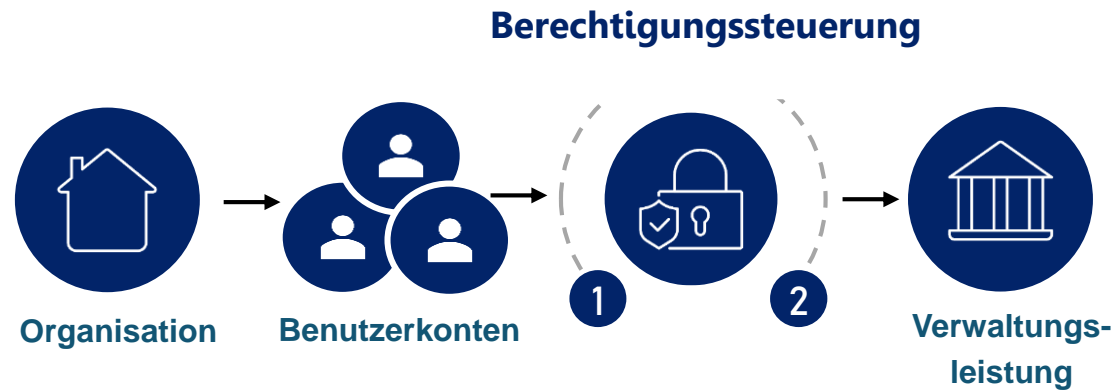 Berechtigungssteuerung
1
2
Organisation
Benutzerkonten
Verwaltungs-
leistung